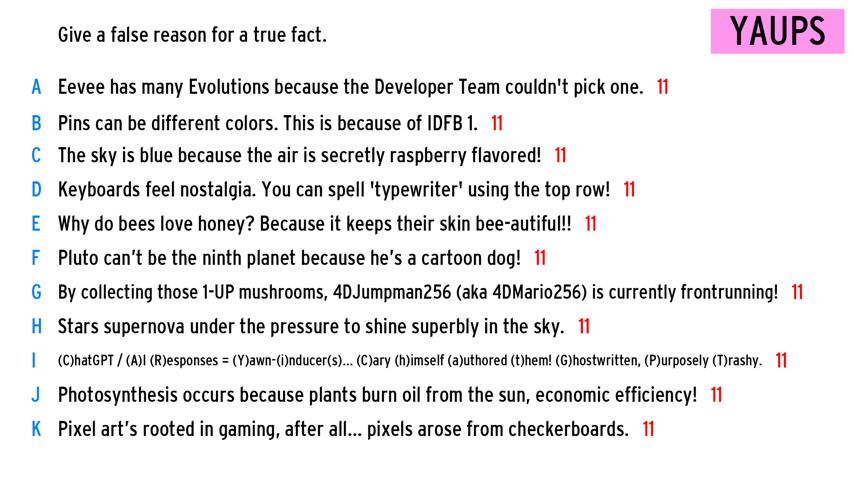 Give a false reason for a true fact.
YAUPS
A Eevee has many Evolutions because the Developer Team couldn't pick one. 11
B Pins can be different colors. This is because of IDFB 1. 11
C The sky is blue because the air is secretly raspberry flavored! 11
D Keyboards feel nostalgia. You can spell 'typewriter' using the top row! 11
E Why do bees love honey? Because it keeps their skin bee-autiful!! 11
F Pluto can’t be the ninth planet because he’s a cartoon dog! 11
G By collecting those 1-UP mushrooms, 4DJumpman256 (aka 4DMario256) is currently frontrunning! 11
H Stars supernova under the pressure to shine superbly in the sky. 11
I (C)hatGPT / (A)I (R)esponses = (Y)awn-(i)nducer(s)... (C)ary (h)imself (a)uthored (t)hem! (G)hostwritten, (P)urposely (T)rashy. 11
J Photosynthesis occurs because plants burn oil from the sun, economic efficiency! 11
K Pixel art’s rooted in gaming, after all... pixels arose from checkerboards. 11